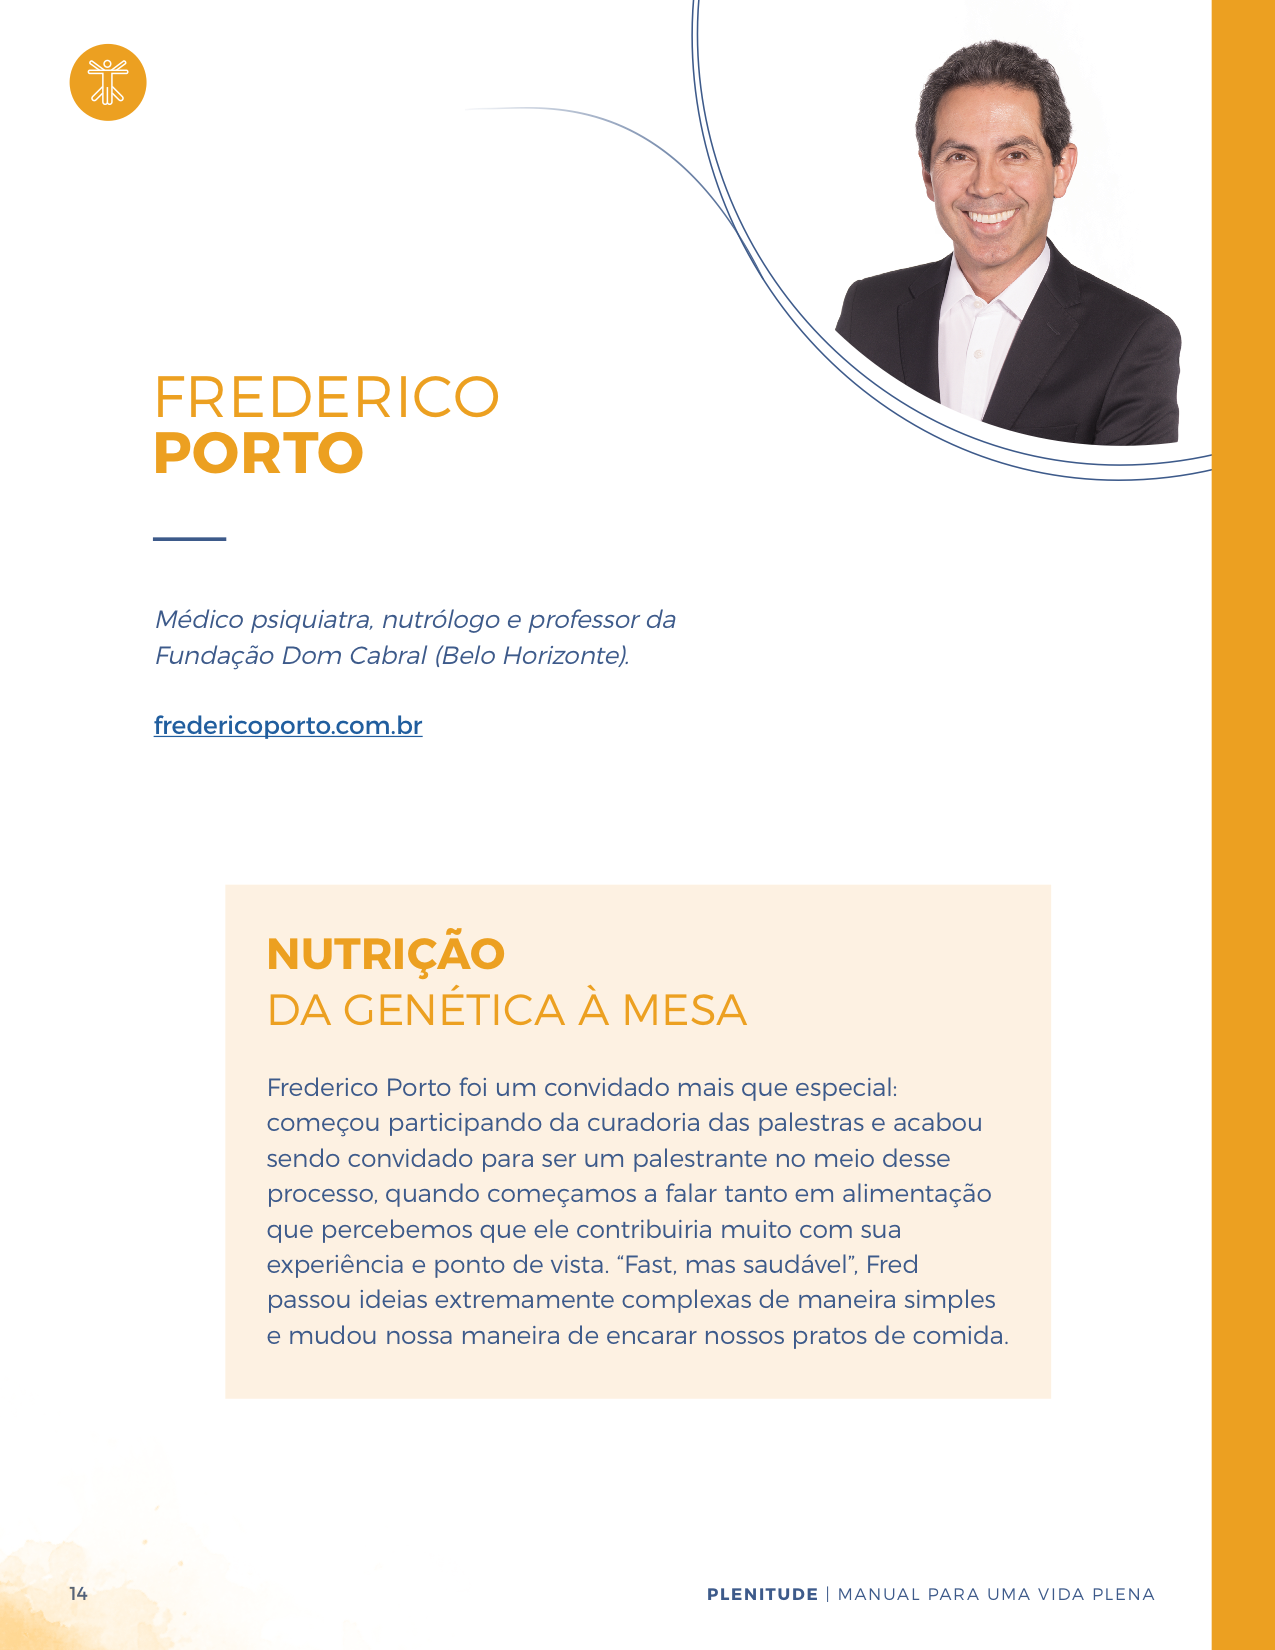 FREDERICO
PORTO
Médico psiquiatra, nutrólogo e professor da
Fundação Dom Cabral (Belo Horizonte).
fredericoporto.com.br
NUTRIÇÃO
DA GENÉTICA À MESA
Frederico Porto foi um convidado mais que especial:
começou participando da curadoria das palestras e acabou
sendo convidado para ser um palestrante no meio desse
processo, quando começamos a falar tanto em alimentação
que percebemos que ele contribuiria muito com sua
experiência e ponto de vista. “Fast, mas saudável”, Fred
passou ideias extremamente complexas de maneira simples
e mudou nossa maneira de encarar nossos pratos de comida.
14
PLENITUDE | MANUAL PARA UMA VIDA PLENA